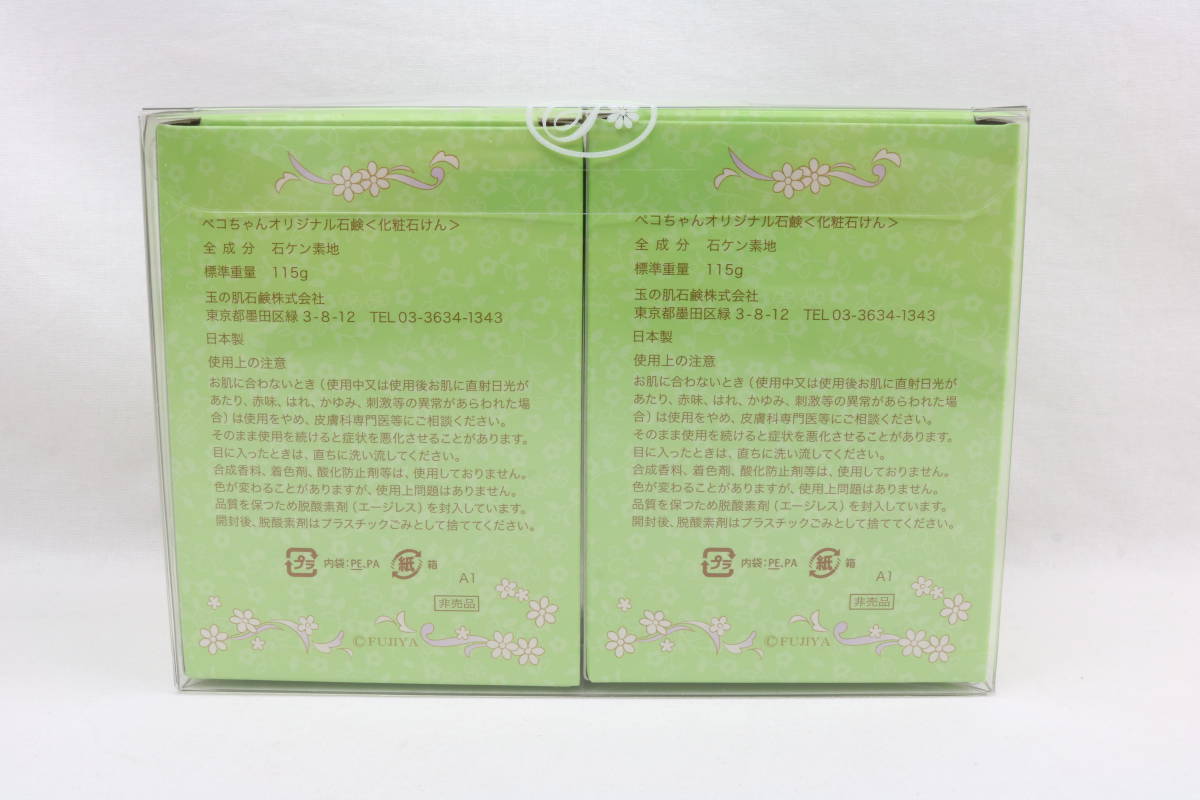 ペコちゃんオリジナル石鹸<化粧石けん>
全成分 石ケン素地
標準重量 115g
玉の肌石鹸株式会社
東京都墨田区緑 3-8-12 TEL 03-3634-1343
日本製
使用上の注意
お肌に合わないとき（使用中又は使用後お肌に直射日光が
あたり、赤味、はれ、かゆみ、刺激等の異常があらわれた場
合）は使用をやめ、皮膚科専門医等にご相談ください。
そのまま使用を続けると症状を悪化させることがあります。
目に入ったときは、直ちに洗い流してください。
合成香料、着色剤、酸化防止剤等は、使用しておりません。
色が変わることがありますが、使用上問題はありません。
品質を保つため脱酸素剤（エージレス）を封入しています。
開封後、脱酸素剤はプラスチックごみとして捨ててください。
プラ 内袋:PE,PA 紙 箱
A1
非売品
©FUJIYA
ペコちゃんオリジナル石鹸<化粧石けん>
全成分 石ケン素地
標準重量 115g
玉の肌石鹸株式会社
東京都墨田区緑 3-8-12 TEL 03-3634-1343
日本製
使用上の注意
お肌に合わないとき（使用中又は使用後お肌に直射日光が
あたり、赤味、はれ、かゆみ、刺激等の異常があらわれた場
合）は使用をやめ、皮膚科専門医等にご相談ください。
そのまま使用を続けると症状を悪化させることがあります。
目に入ったときは、直ちに洗い流してください。
合成香料、着色剤、酸化防止剤等は、使用しておりません。
色が変わることがありますが、使用上問題はありません。
品質を保つため脱酸素剤（エージレス）を封入しています。
開封後、脱酸素剤はプラスチックごみとして捨ててください。
プラ 内袋:PE,PA 紙 箱
A1
非売品
©FUJIYA